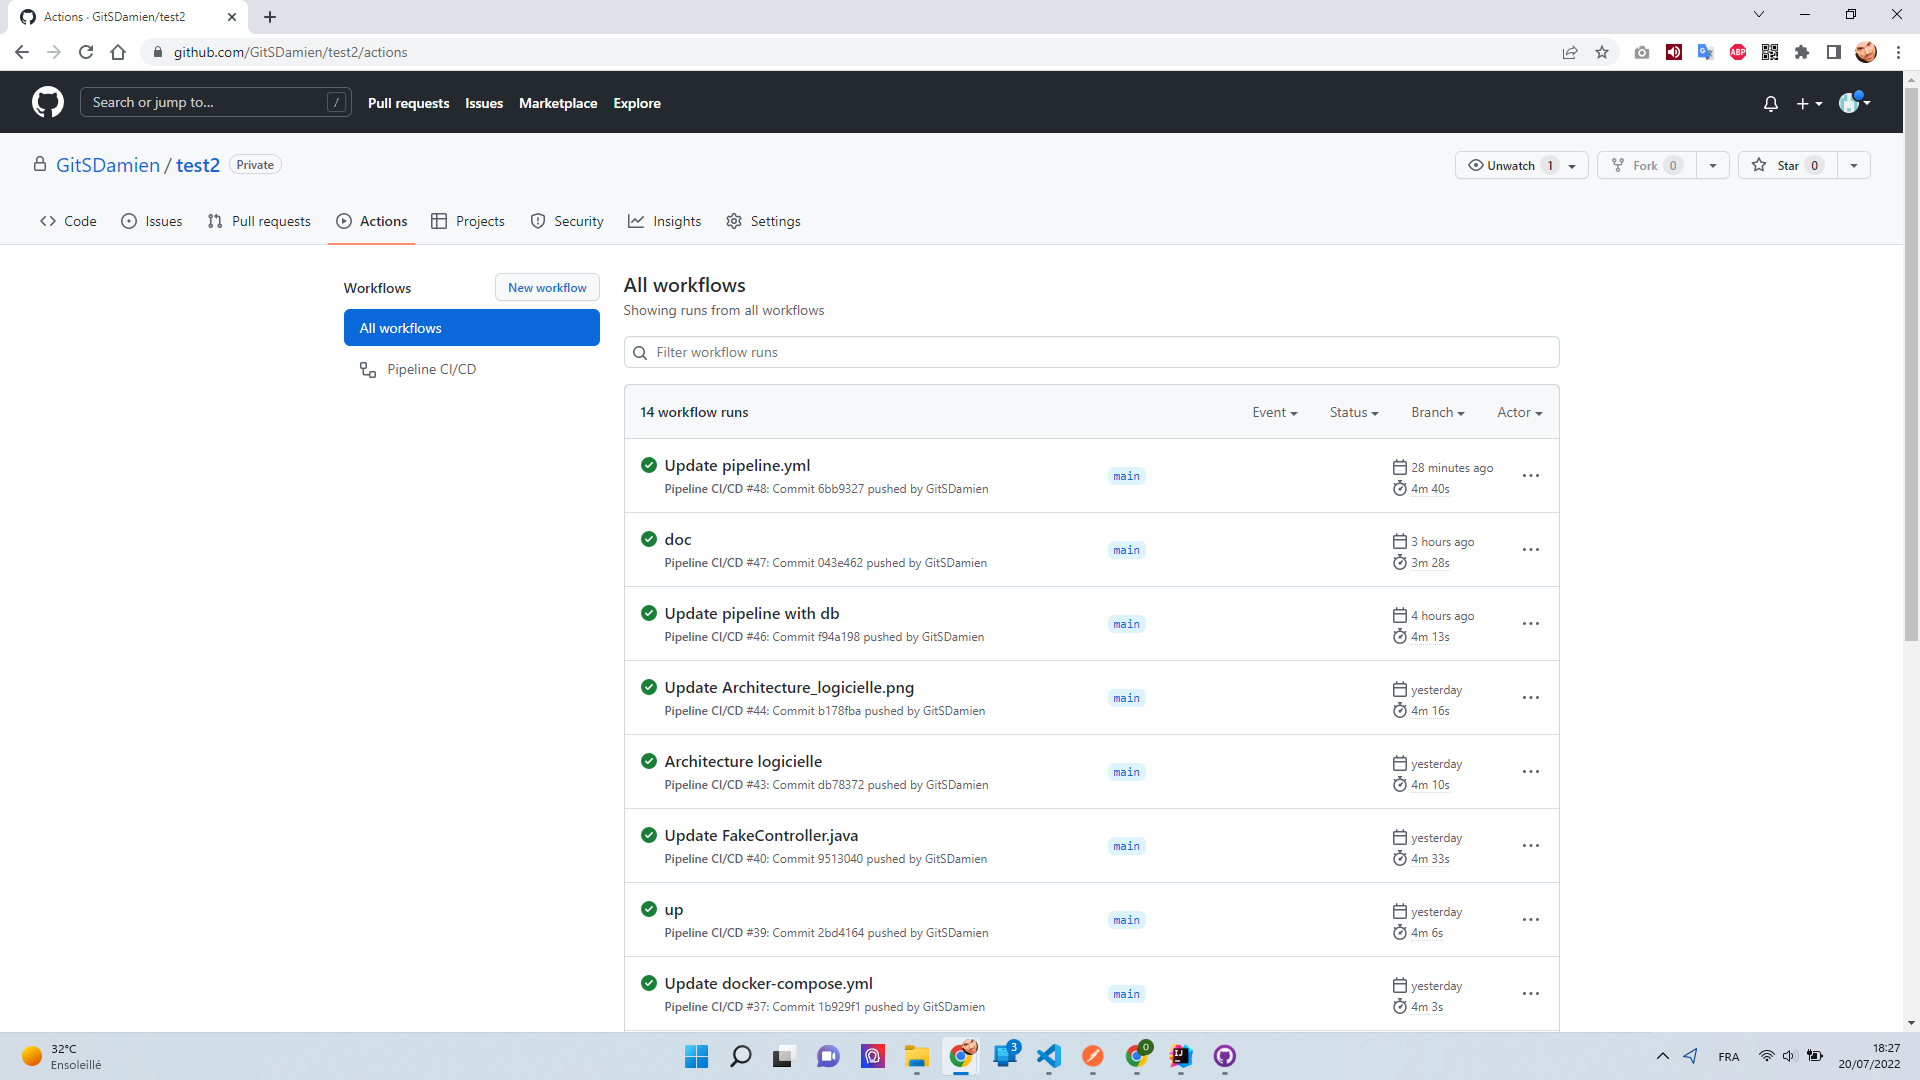 Actions · GitSDamien/test2
github.com/GitSDamien/test2/actions
ABP
Search or jump to...
/
Pull requests
Issues
Marketplace
Explore
GitSDamien / test2
Private
Unwatch 1
Fork 0
Star 0
Code
Issues
Pull requests
Actions
Projects
Security
Insights
Settings
Workflows
New workflow
All workflows
Pipeline CI/CD
All workflows
Showing runs from all workflows
Filter workflow runs
14 workflow runs
Event
Status
Branch
Actor
Update pipeline.yml
Pipeline CI/CD #48: Commit 6bb9327 pushed by GitSDamien
main
28 minutes ago
4m 40s
doc
Pipeline CI/CD #47: Commit 043e462 pushed by GitSDamien
main
3 hours ago
3m 28s
Update pipeline with db
Pipeline CI/CD #46: Commit f94a198 pushed by GitSDamien
main
4 hours ago
4m 13s
Update Architecture_logicielle.png
Pipeline CI/CD #44: Commit b178fba pushed by GitSDamien
main
yesterday
4m 16s
Architecture logicielle
Pipeline CI/CD #43: Commit db78372 pushed by GitSDamien
main
yesterday
4m 10s
Update FakeController.java
Pipeline CI/CD #40: Commit 9513040 pushed by GitSDamien
main
yesterday
4m 33s
up
Pipeline CI/CD #39: Commit 2bd4164 pushed by GitSDamien
main
yesterday
4m 6s
Update docker-compose.yml
Pipeline CI/CD #37: Commit 1b929f1 pushed by GitSDamien
main
yesterday
4m 3s
32°C
Ensoleillé
3
0
IJ
FRA
18:27
20/07/2022